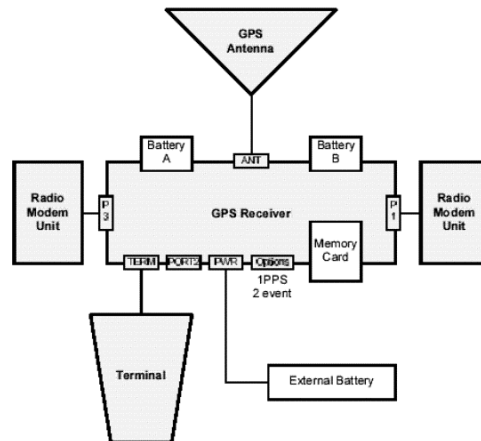 GPS
Antenna
Battery
A
Battery
B
ANT
Radio
Modem
Unit
P
3
GPS Receiver
P
1
Radio
Modem
Unit
Memory
Card
TERM
PORT2
PWR
Options
1PPS
2 event
Terminal
External Battery